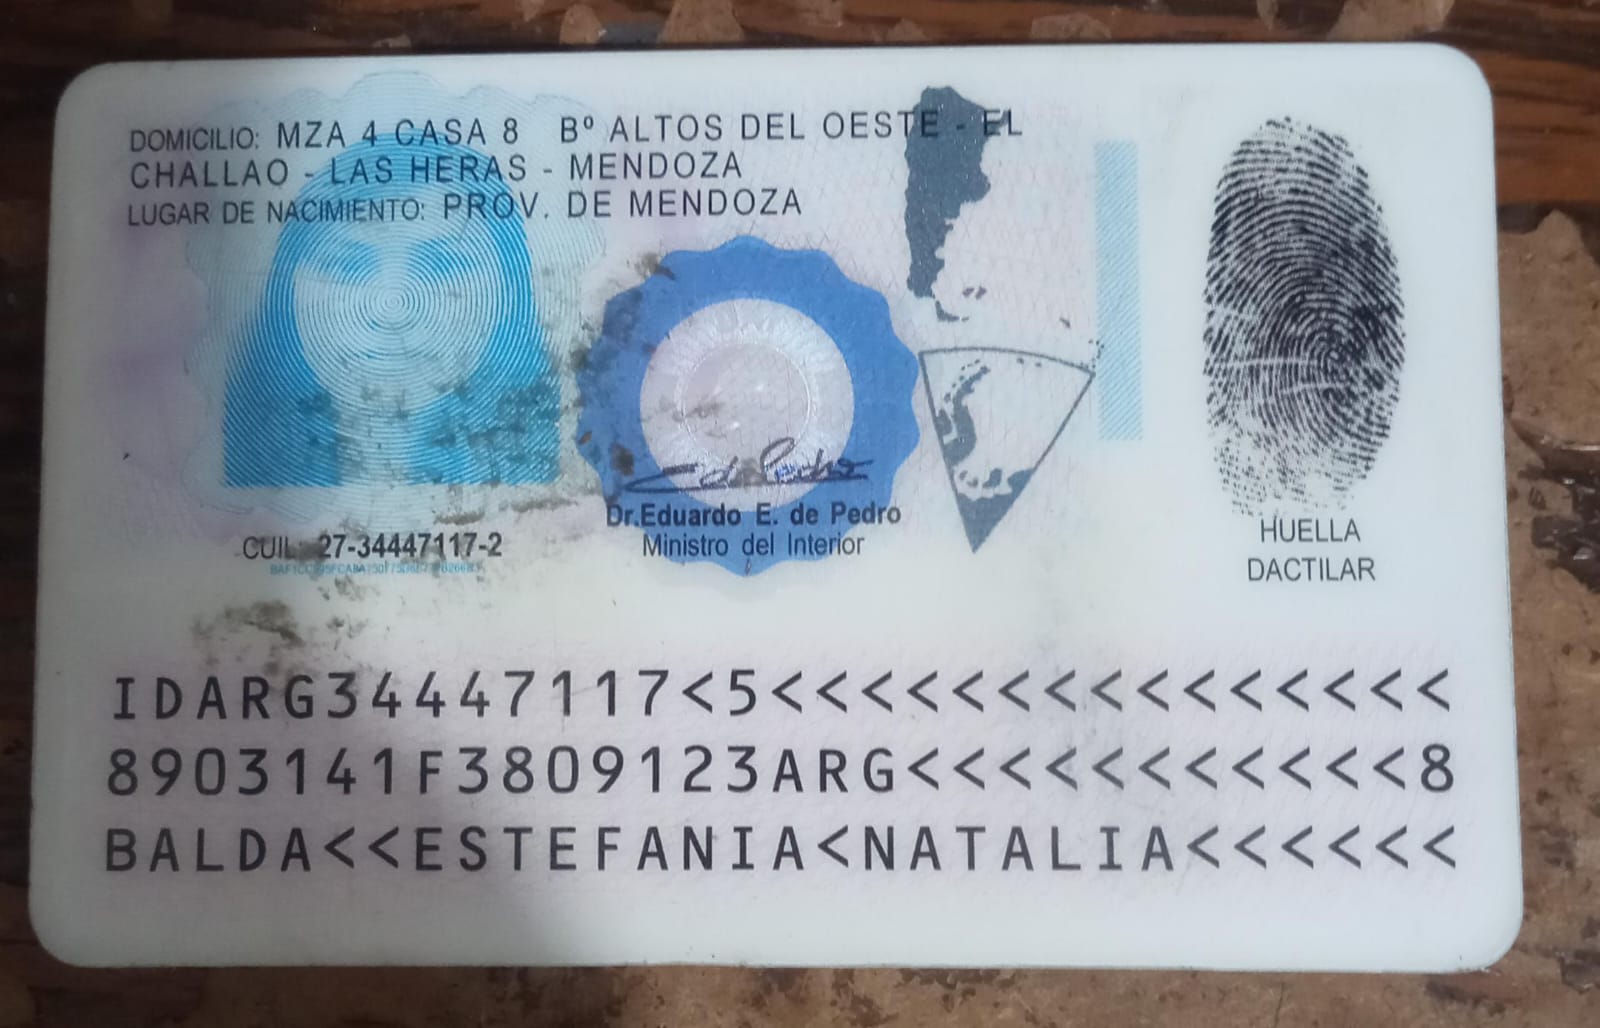 DOMICILIO: MZA 4 CASA 8 Bº ALTOS DEL OESTE - EL
CHALLAO - LAS HERAS - MENDOZA
LUGAR DE NACIMIENTO: PROV. DE MENDOZA
Dr.Eduardo E. de Pedro
Ministro del Interior
CUIL: 27-34447117-2
HUELLA
DACTILAR
IDARG34447117<5<<<<<<<<<<<<<<<
8903141F3809123ARG<<<<<<<<<<<8
BALDA<<ESTEFANIA<NATALIA<<<<<<